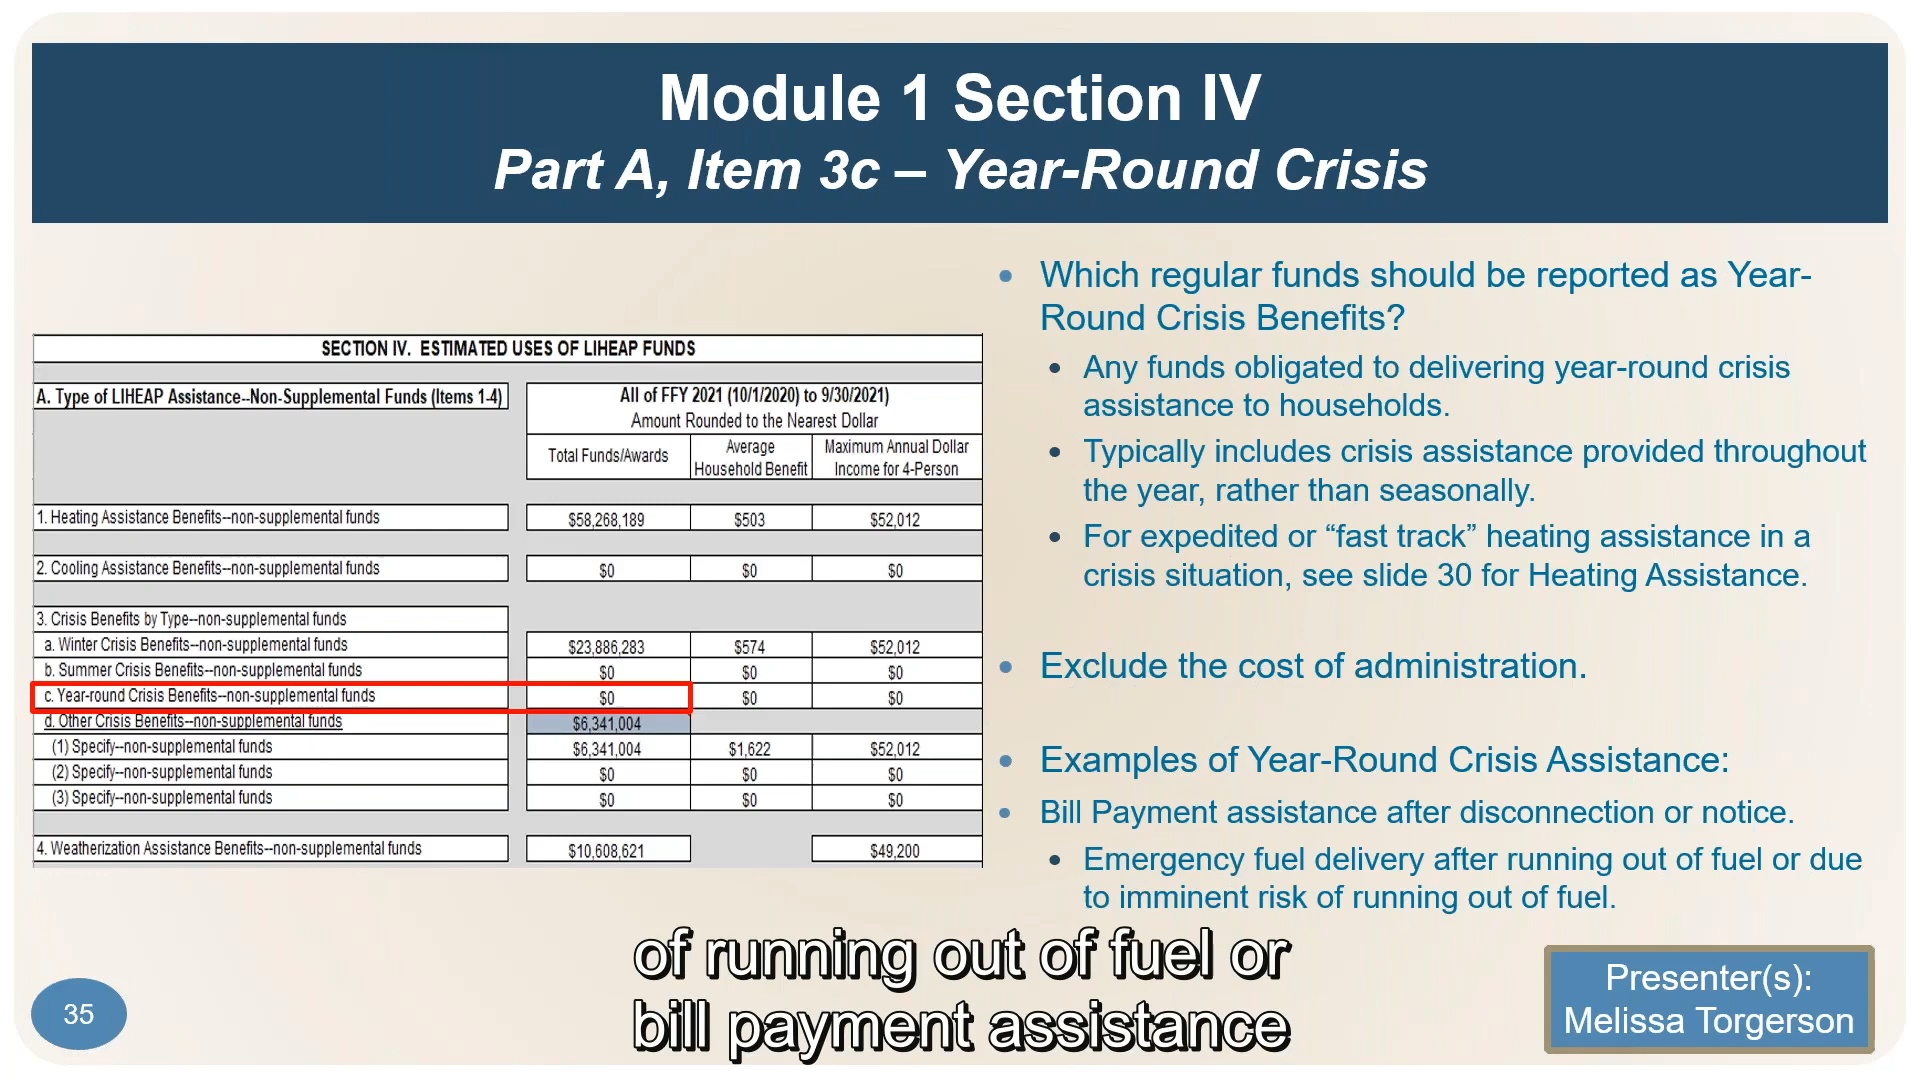 Module 1 Section IV
Part A, Item 3c – Year-Round Crisis
SECTION IV. ESTIMATED USES OF LIHEAP FUNDS
A. Type of LIHEAP Assistance--Non-Supplemental Funds (Items 1-4)
All of FFY 2021 (10/1/2020) to 9/30/2021)
Amount Rounded to the Nearest Dollar
Total Funds/Awards
Average
Household Benefit
Maximum Annual Dollar
Income for 4-Person
1. Heating Assistance Benefits--non-supplemental funds $58,268,189 $503 $52,012
2. Cooling Assistance Benefits--non-supplemental funds $0 $0 $0
3. Crisis Benefits by Type--non-supplemental funds
a. Winter Crisis Benefits--non-supplemental funds $23,886,283 $574 $52,012
b. Summer Crisis Benefits--non-supplemental funds $0 $0 $0
c. Year-round Crisis Benefits--non-supplemental funds $0 $0 $0
d. Other Crisis Benefits--non-supplemental funds $6,341,004
(1) Specify--non-supplemental funds $6,341,004 $1,622 $52,012
(2) Specify--non-supplemental funds $0 $0 $0
(3) Specify--non-supplemental funds $0 $0 $0
4. Weatherization Assistance Benefits--non-supplemental funds $10,608,621 $49,200
• Which regular funds should be reported as Year-
Round Crisis Benefits?
• Any funds obligated to delivering year-round crisis
assistance to households.
• Typically includes crisis assistance provided throughout
the year, rather than seasonally.
• For expedited or “fast track” heating assistance in a
crisis situation, see slide 30 for Heating Assistance.
• Exclude the cost of administration.
• Examples of Year-Round Crisis Assistance:
• Bill Payment assistance after disconnection or notice.
• Emergency fuel delivery after running out of fuel or due
to imminent risk of running out of fuel.
of running out of fuel or
bill payment assistance
35
Presenter(s):
Melissa Torgerson